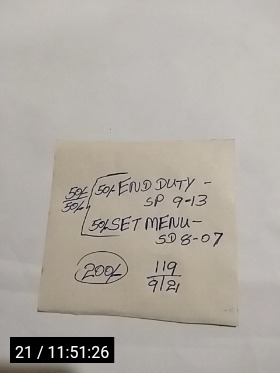 50/- END DUTY -
50/-
50/-
SP 9-13
50/- SET MENU -
SD 8-07
200/-
119
9/21
21 / 11:51:26